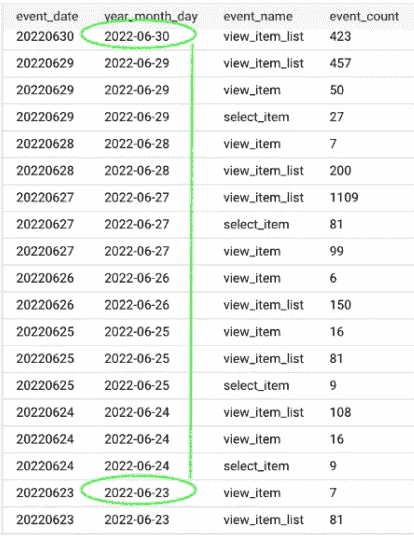 event_date year_month_day event_name event_count
20220630 2022-06-30 view_item_list 423
20220629 2022-06-29 view_item_list 457
20220629 2022-06-29 view_item 50
20220629 2022-06-29 select_item 27
20220628 2022-06-28 view_item 7
20220628 2022-06-28 view_item_list 200
20220627 2022-06-27 view_item_list 1109
20220627 2022-06-27 select_item 81
20220627 2022-06-27 view_item 99
20220626 2022-06-26 view_item 6
20220626 2022-06-26 view_item_list 150
20220625 2022-06-25 view_item 16
20220625 2022-06-25 view_item_list 81
20220625 2022-06-25 select_item 9
20220624 2022-06-24 view_item_list 108
20220624 2022-06-24 view_item 16
20220624 2022-06-24 select_item 9
20220623 2022-06-23 view_item 7
20220623 2022-06-23 view_item_list 81